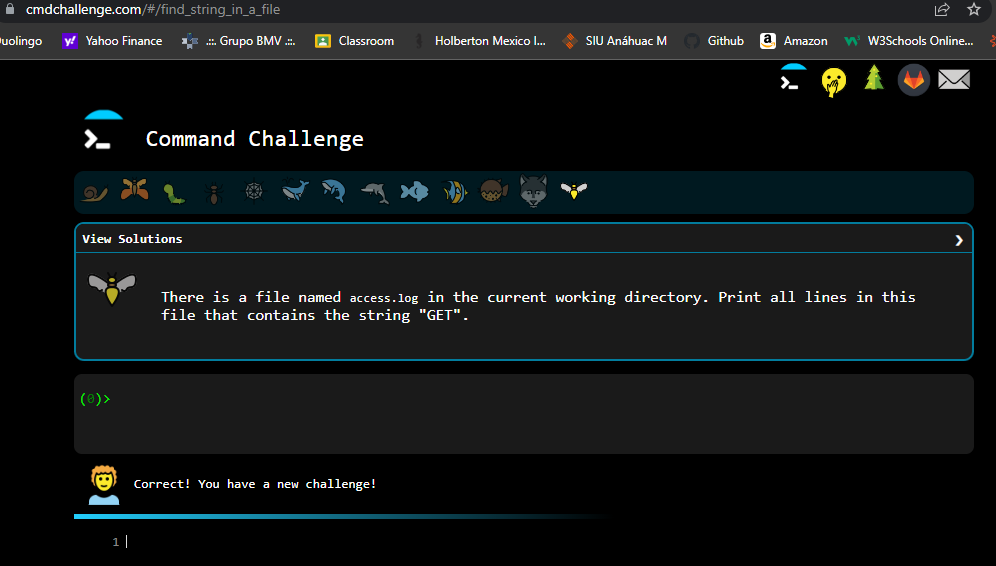 cmdchallenge.com/#/find_string_in_a_file
uolingo Yahoo Finance .:. Grupo BMV .:. Classroom Holberton Mexico I... SIU Anáhuac M Github Amazon W3Schools Online...
Command Challenge
View Solutions ❯
There is a file named access.log in the current working directory. Print all lines in this
file that contains the string "GET".
(0)>
Correct! You have a new challenge!
1